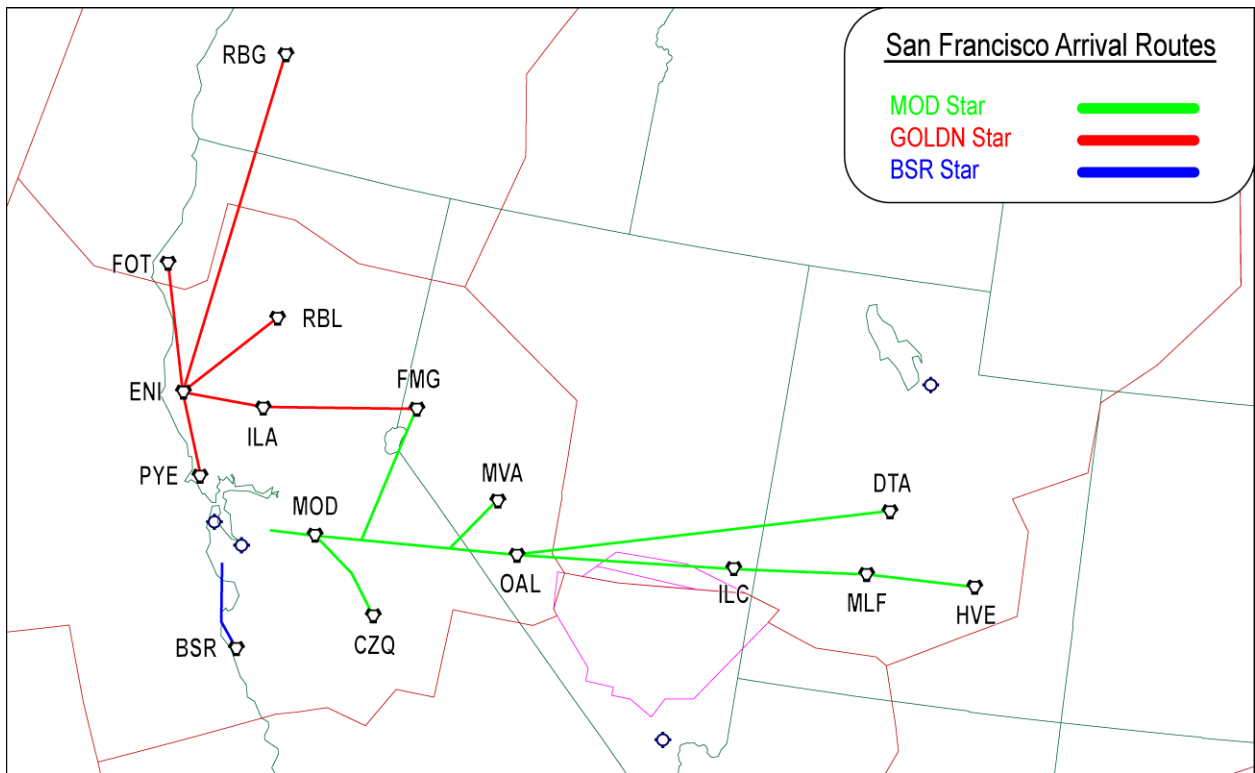 San Francisco Arrival Routes
MOD Star
GOLDN Star
BSR Star
RBG
FOT
RBL
ENI
FMG
ILA
PYE
MOD
MVA
DTA
OAL
ILC
MLF
HVE
CZQ
BSR